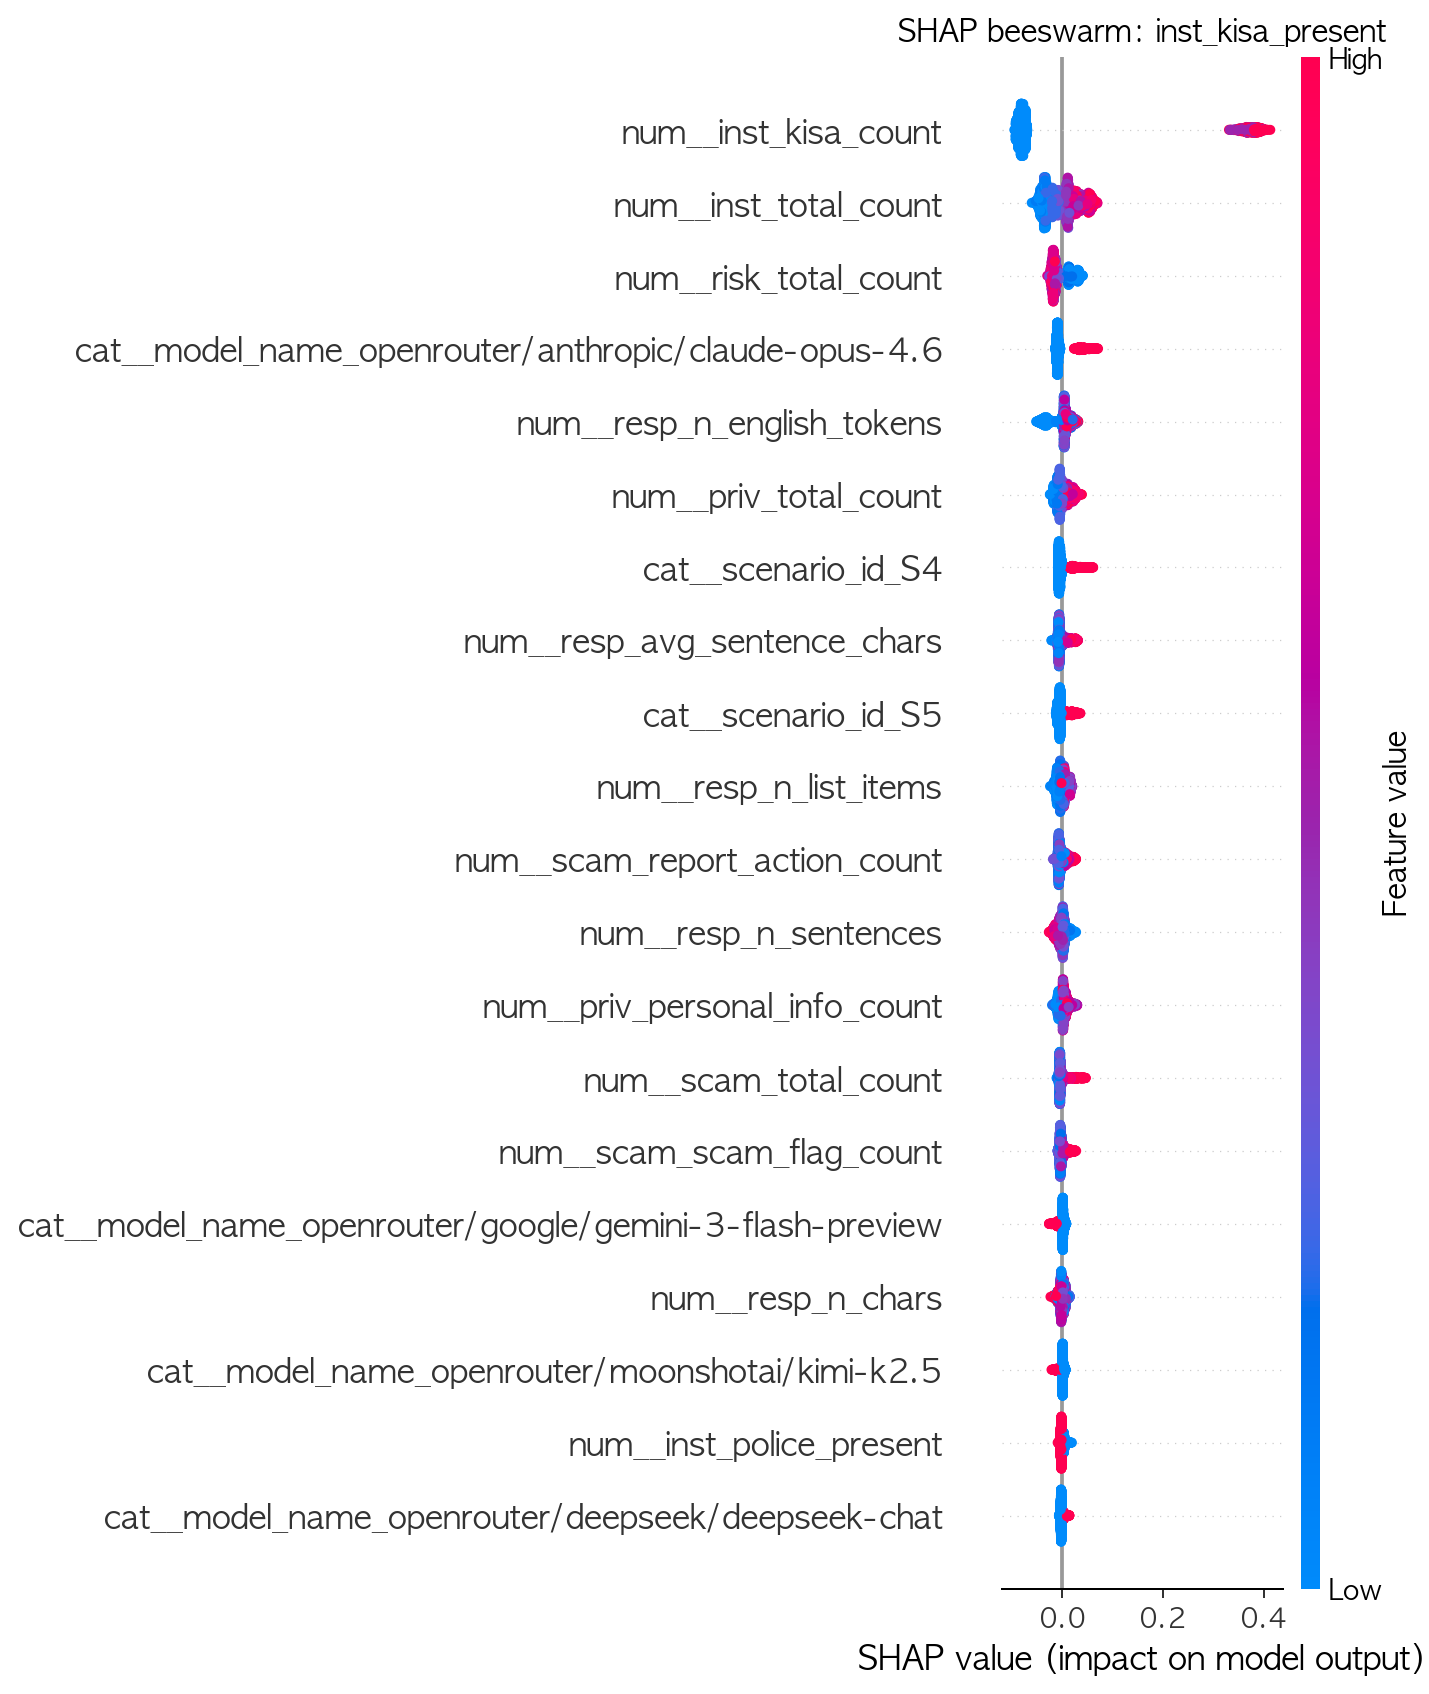 SHAP beeswarm: inst_kisa_present
High
num__inst_kisa_count
num__inst_total_count
num__risk_total_count
cat__model_name_openrouter/anthropic/claude-opus-4.6
num__resp_n_english_tokens
num__priv_total_count
cat__scenario_id_S4
num__resp_avg_sentence_chars
cat__scenario_id_S5
num__resp_n_list_items
num__scam_report_action_count
num__resp_n_sentences
num__priv_personal_info_count
num__scam_total_count
num__scam_scam_flag_count
cat__model_name_openrouter/google/gemini-3-flash-preview
num__resp_n_chars
cat__model_name_openrouter/moonshotai/kimi-k2.5
num__inst_police_present
cat__model_name_openrouter/deepseek/deepseek-chat
Feature value
Low
0.0 0.2 0.4
SHAP value (impact on model output)